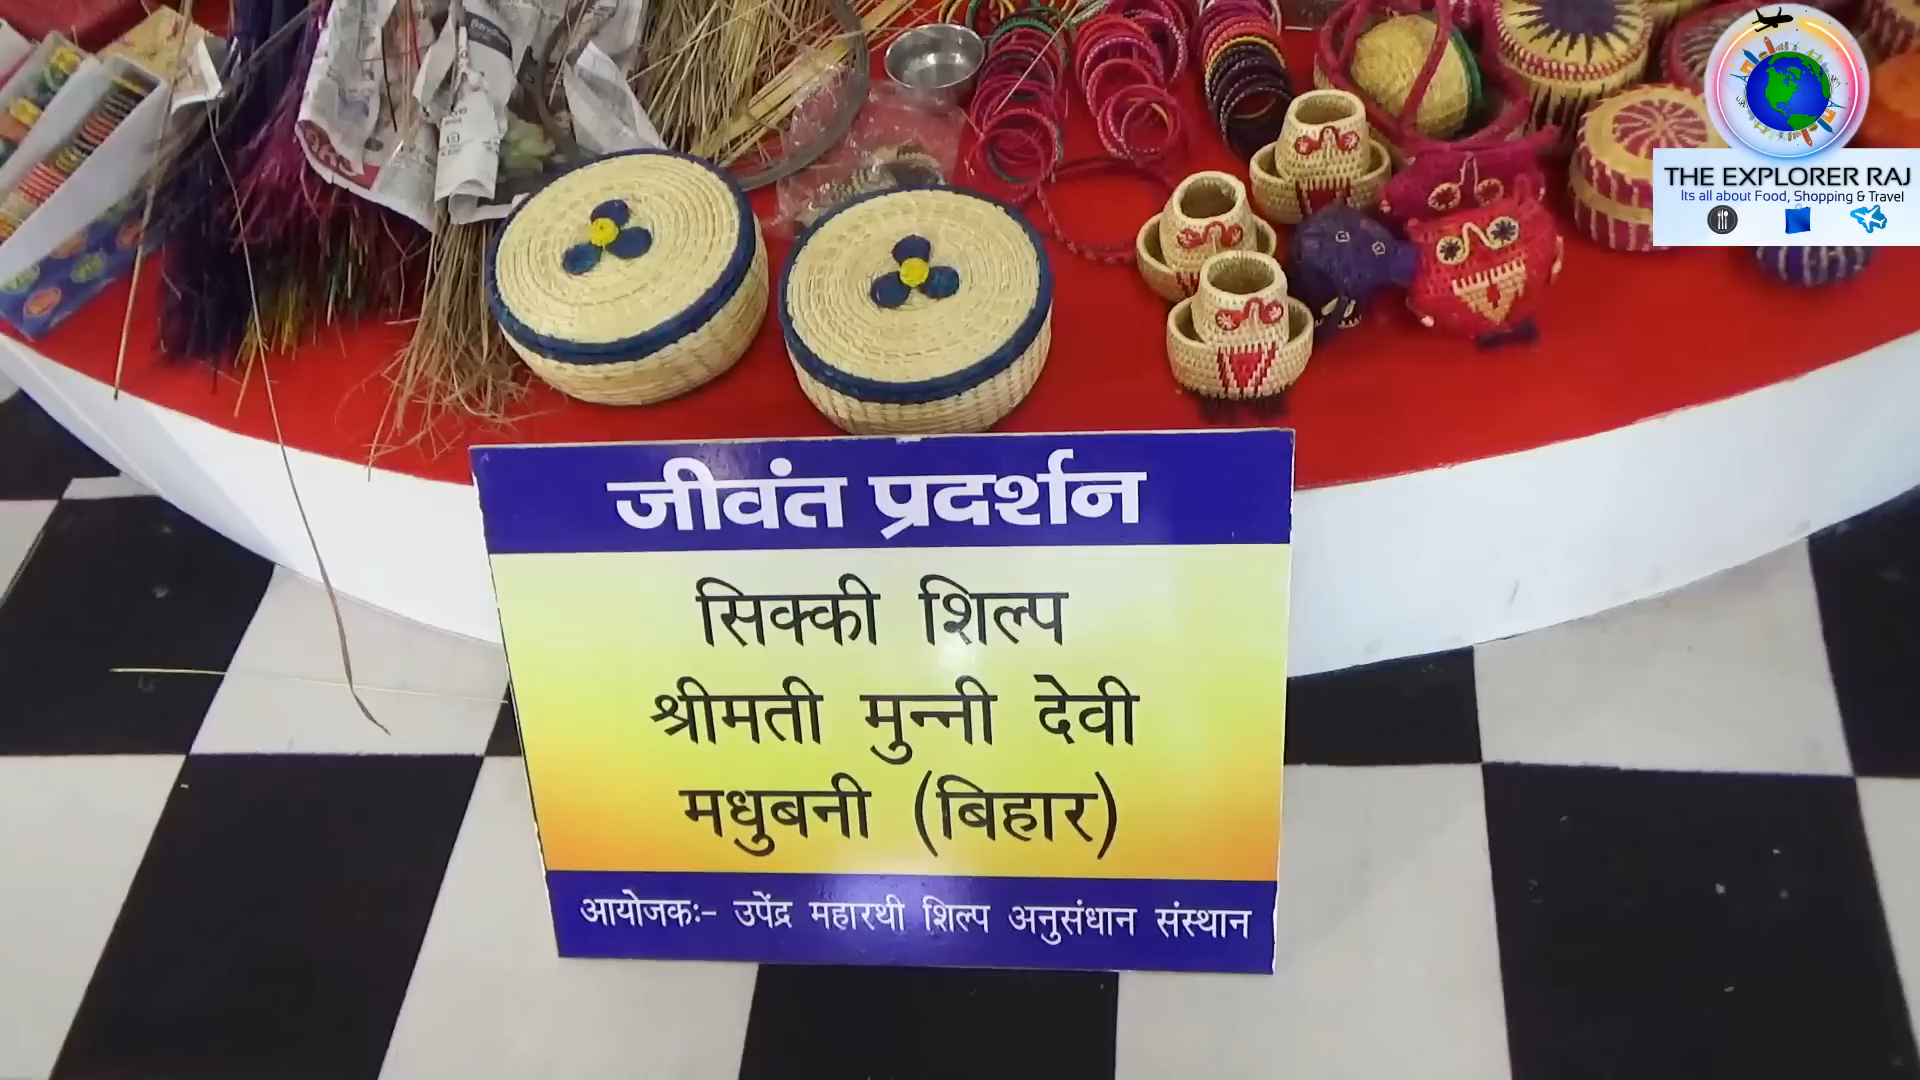 THE EXPLORER RAJ
Its all about Food, Shopping & Travel
जीवंत प्रदर्शन
सिक्की शिल्प
श्रीमती मुन्नी देवी
मधुबनी (बिहार)
आयोजकः- उपेंद्र महारथी शिल्प अनुसंधान संस्थान